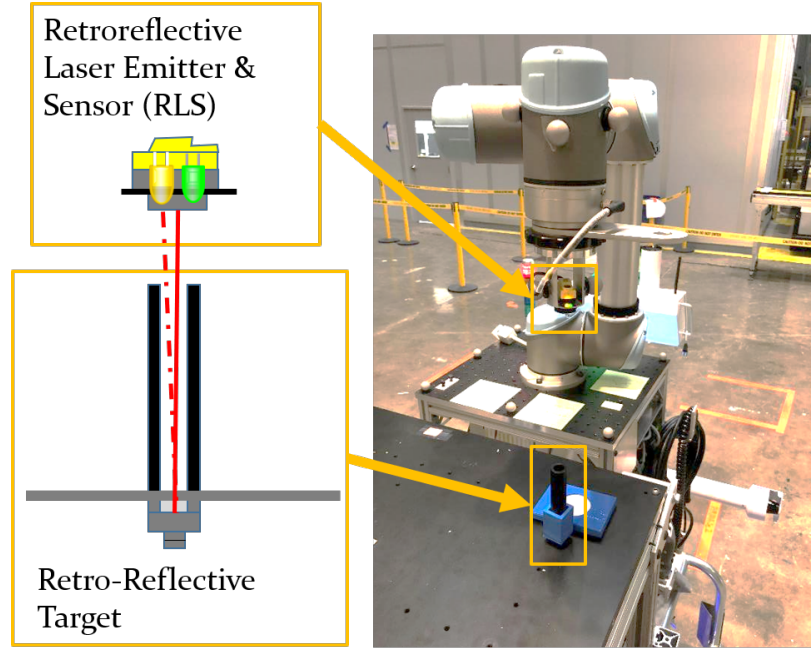 Retroreflective
Laser Emitter &
Sensor (RLS)
Retro-Reflective
Target